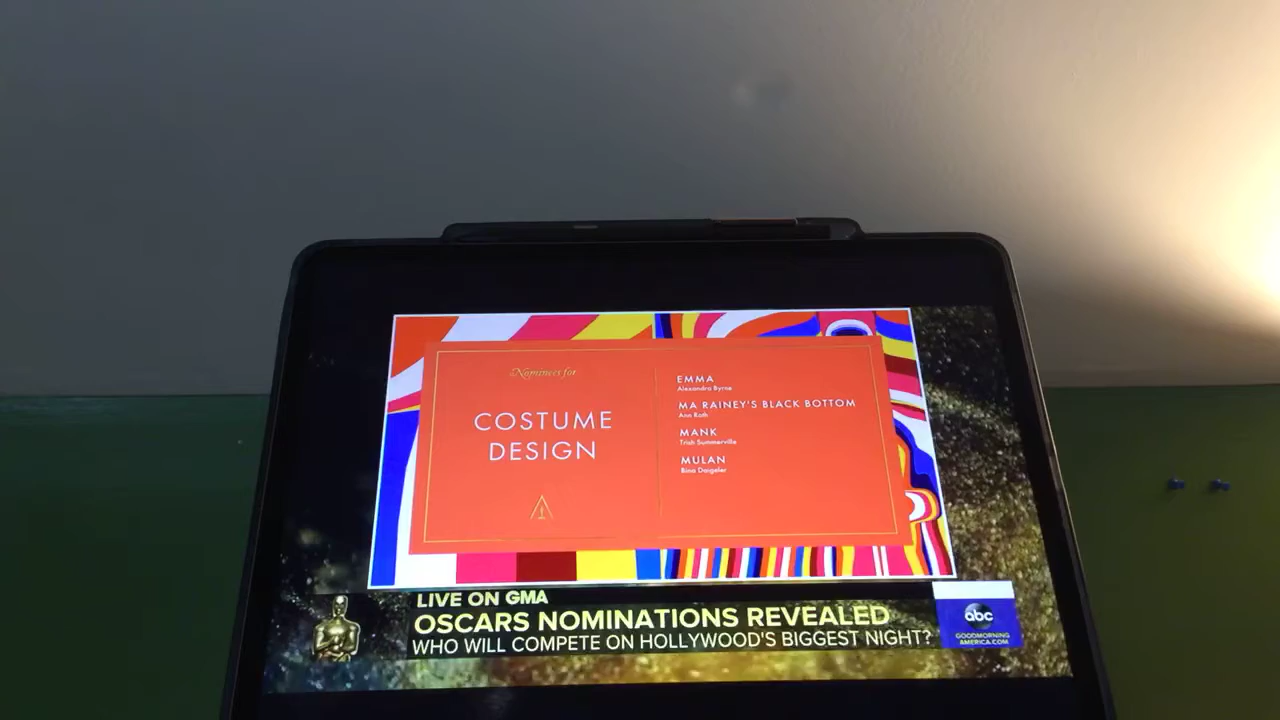 Nominees for
COSTUME
DESIGN
EMMA
Alexandra Byrne
MA RAINEY'S BLACK BOTTOM
Ann Roth
MANK
Trish Summerville
MULAN
Bina Daigeler
LIVE ON GMA
OSCARS NOMINATIONS REVEALED
WHO WILL COMPETE ON HOLLYWOOD'S BIGGEST NIGHT?
abc
GOODMORNING
AMERICA.COM